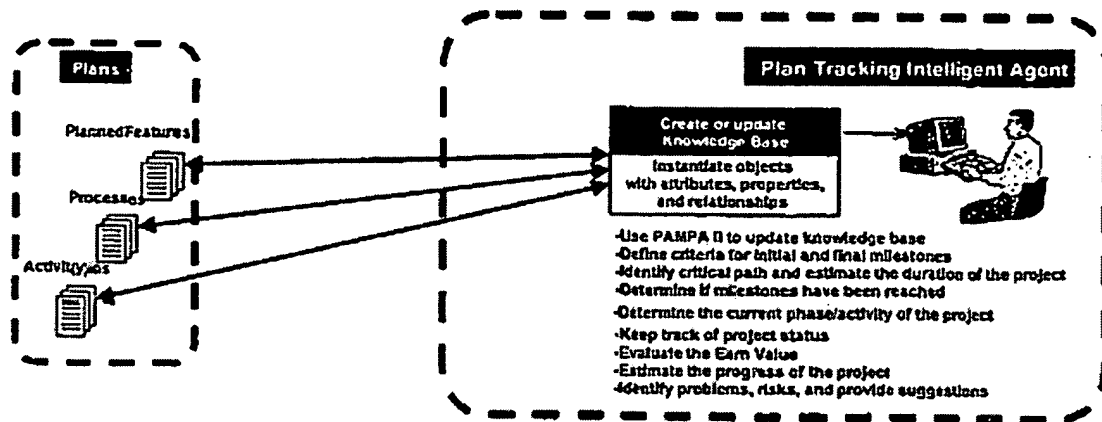 Plans
PlannedFeatures
Processes
Plan Tracking Intelligent Agent
Create or update
Knowledge Base
Instantiate objects
with attributes, properties,
and relationships
-Use PAMPA II to update knowledge base
-Define criteria for initial and final milestones
-Identify critical path and estimate the duration of the project
-Determine if milestones have been reached
-Determine the current phase/activity of the project
-Keep track of project status
-Evaluate the Earn Value
-Estimate the progress of the project
-Identify problems, risks, and provide suggestions